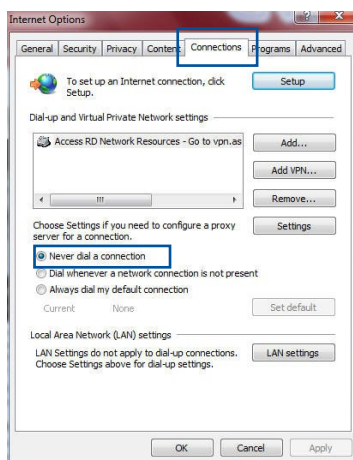 Internet Options
General Security Privacy Content Connections Programs Advanced
To set up an Internet connection, click Setup.
Setup
Dial-up and Virtual Private Network settings
Access RD Network Resources - Go to vpn.as
Add...
Add VPN...
Remove...
Choose Settings if you need to configure a proxy
server for a connection.
Settings
Never dial a connection
Dial whenever a network connection is not present
Always dial my default connection
Current None
Set default
Local Area Network (LAN) settings
LAN Settings do not apply to dial-up connections.
Choose Settings above for dial-up settings.
LAN settings
OK Cancel Apply